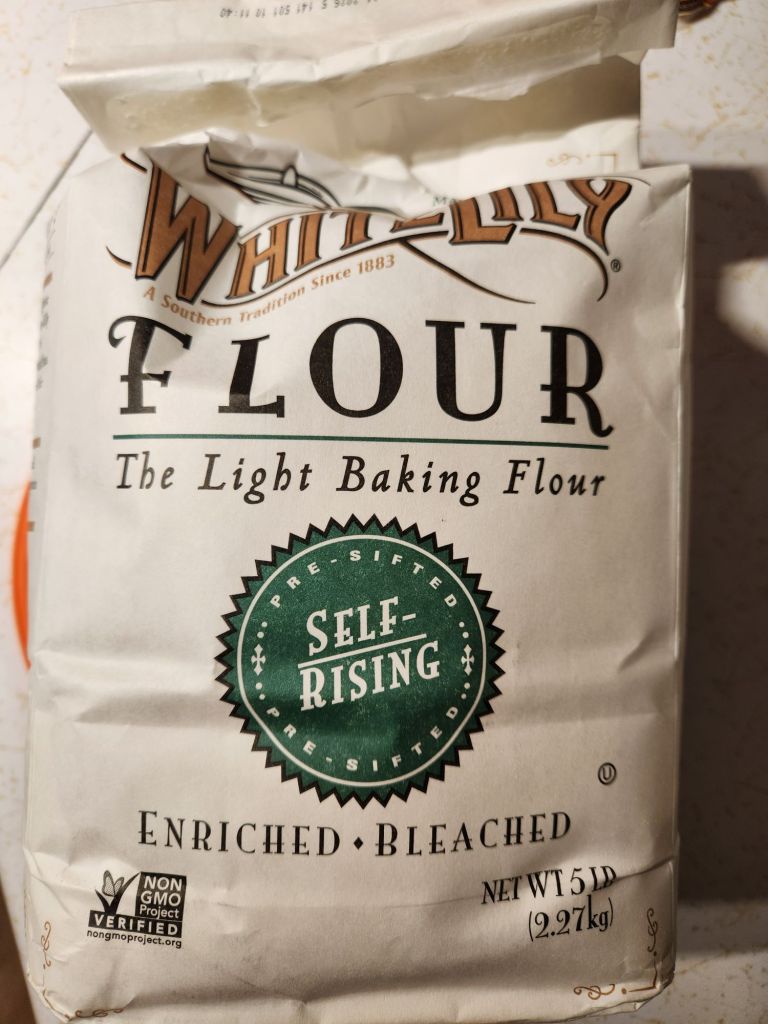 WHITE LILY
®
A Southern Tradition Since 1883
FLOUR
The Light Baking Flour
PRE-SIFTED
SELF-
RISING
PRE-SIFTED
U
ENRICHED • BLEACHED
NON
GMO
Project
VERIFIED
nongmoproject.org
NET WT 5 LB
(2.27kg)